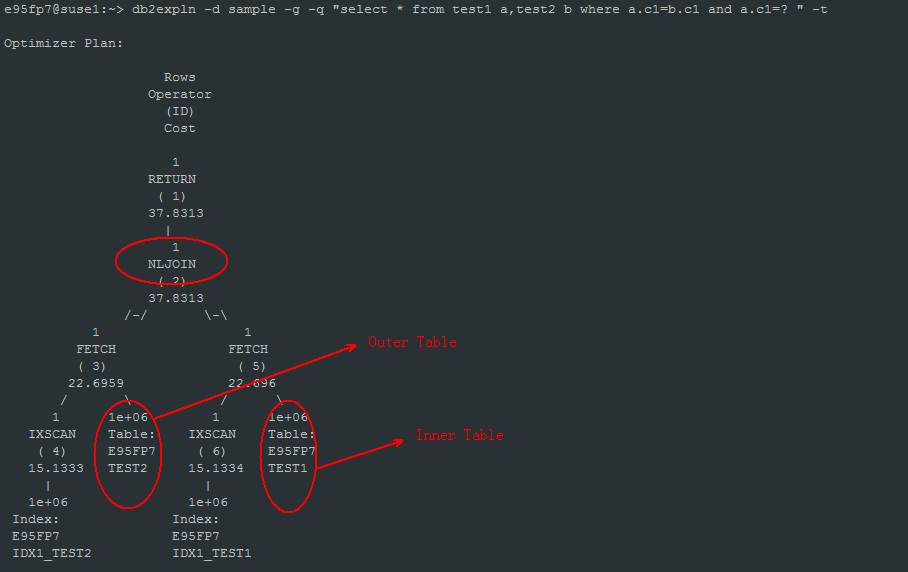 e95fp7@suse1:~> db2expln -d sample -g -q "select * from test1 a,test2 b where a.c1=b.c1 and a.c1=? " -t
Optimizer Plan:
Rows
Operator
(ID)
Cost
1
RETURN
( 1)
37.8313
|
1
NLJOIN
( 2)
37.8313
/-/ \-\
1 1
FETCH FETCH
Outer Table
( 3) ( 5)
22.6959 22.696
/ \ / \
1 1e+06 1 1e+06
IXSCAN Table: IXSCAN Table:
Inner Table
( 4) E95FP7 ( 6) E95FP7
15.1333 TEST2 15.1334 TEST1
| |
1e+06 1e+06
Index: Index:
E95FP7 E95FP7
IDX1_TEST2 IDX1_TEST1